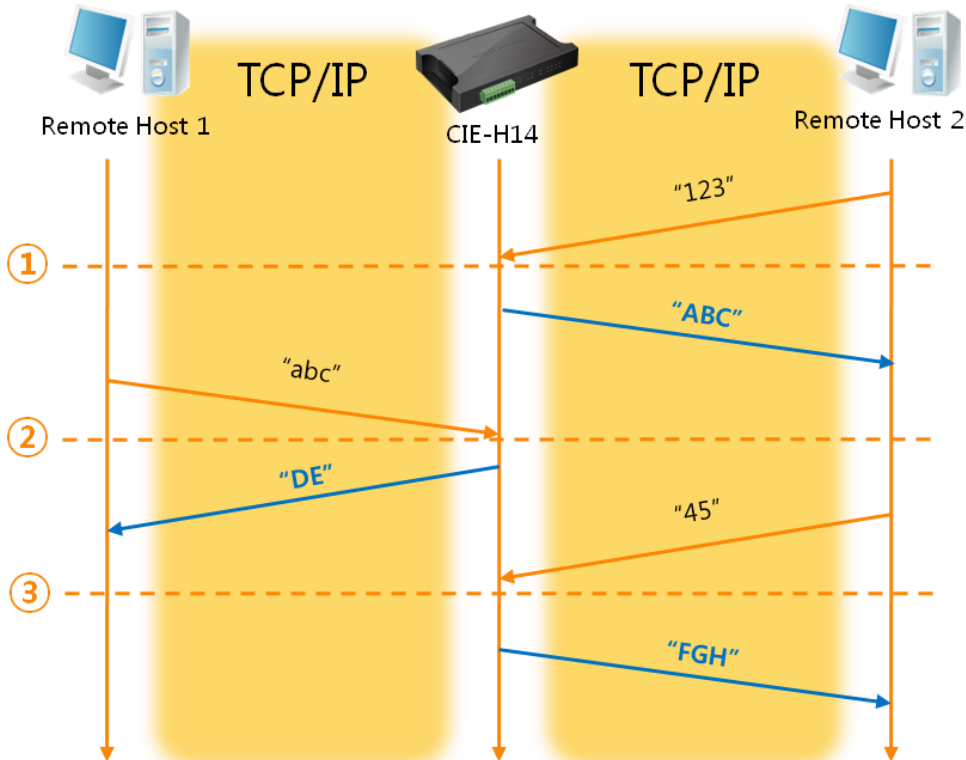 TCP/IP
TCP/IP
Remote Host 1
CIE-H14
Remote Host 2
“123”
①
“ABC”
“abc”
②
“DE”
“45”
③
“FGH”